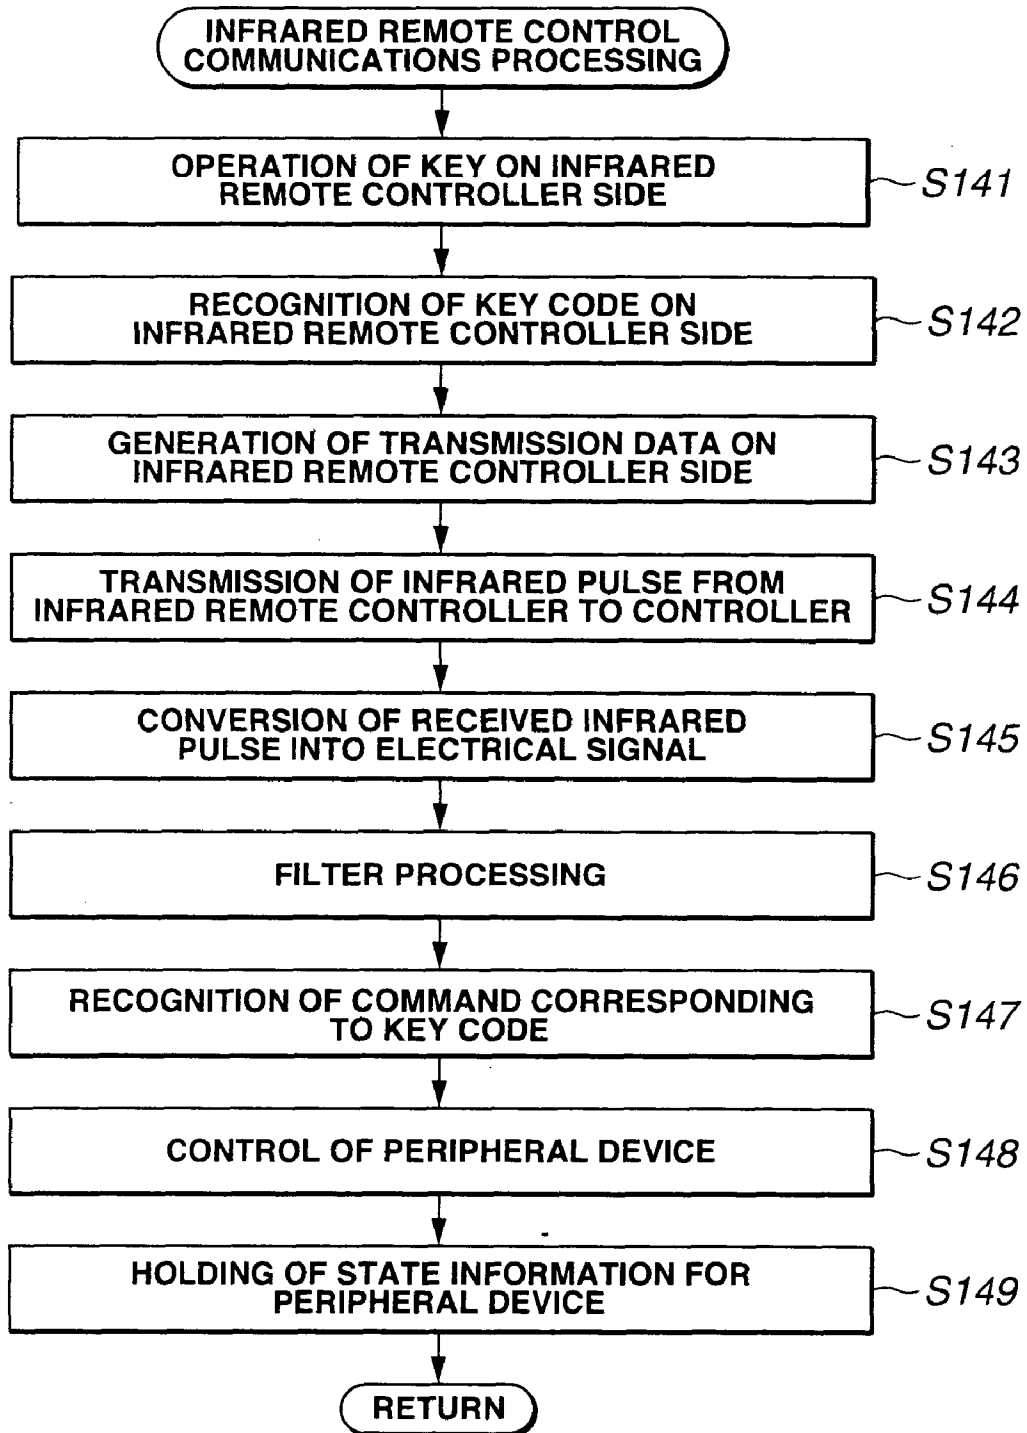 INFRARED REMOTE CONTROL
COMMUNICATIONS PROCESSING
OPERATION OF KEY ON INFRARED
REMOTE CONTROLLER SIDE
S141
RECOGNITION OF KEY CODE ON
INFRARED REMOTE CONTROLLER SIDE
S142
GENERATION OF TRANSMISSION DATA ON
INFRARED REMOTE CONTROLLER SIDE
S143
TRANSMISSION OF INFRARED PULSE FROM
INFRARED REMOTE CONTROLLER TO CONTROLLER
S144
CONVERSION OF RECEIVED INFRARED
PULSE INTO ELECTRICAL SIGNAL
S145
FILTER PROCESSING
S146
RECOGNITION OF COMMAND CORRESPONDING
TO KEY CODE
S147
CONTROL OF PERIPHERAL DEVICE
S148
HOLDING OF STATE INFORMATION FOR
PERIPHERAL DEVICE
S149
RETURN